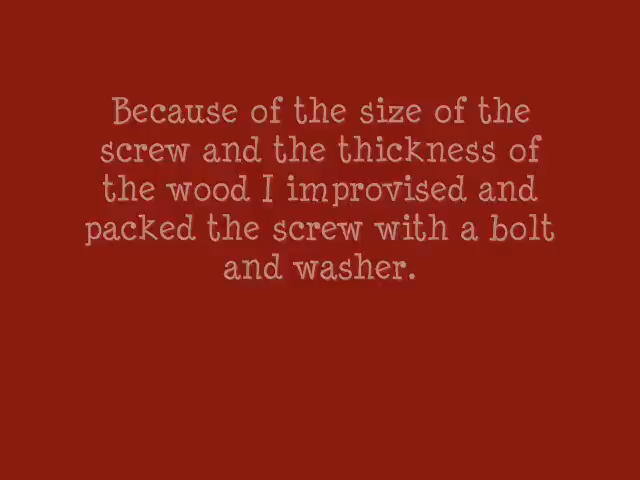 Because of the size of the
screw and the thickness of
the wood I improvised and
packed the screw with a bolt
and washer.